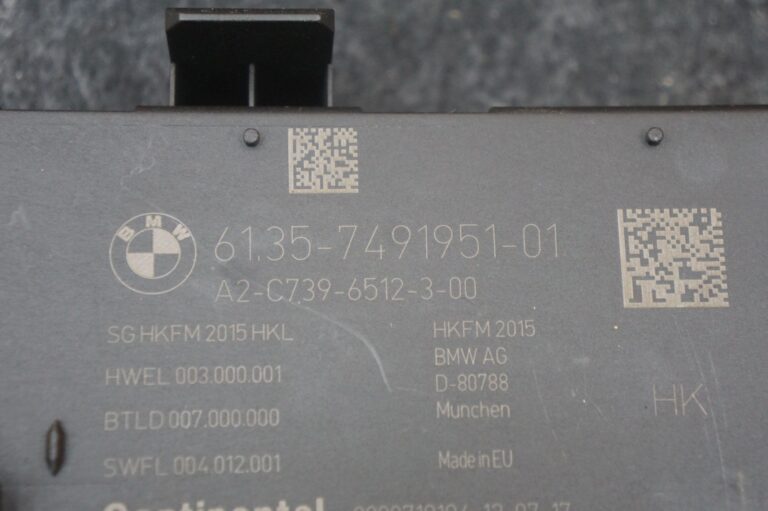 BMW
61.35-7491951-01
A2-C739-6512-3-00
SG HKFM 2015 HKL
HWEL 003.000.001
BTLD 007.000.000
SWFL 004.012.001
HKFM 2015
BMW AG
D-80788
Munchen
Made in EU
HK
Continental